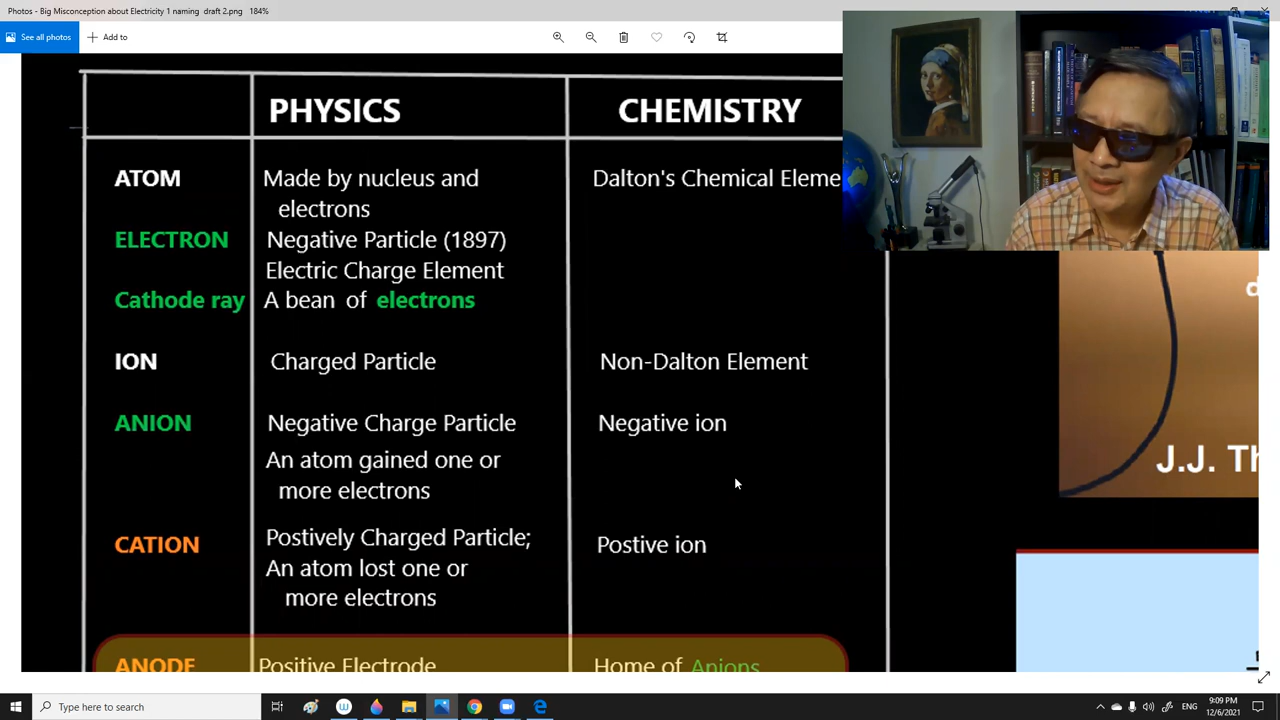 Photos - Big Misconception about Electricity 1 naming draft 2.png 184%
See all photos
Add to
PHYSICS CHEMISTRY
ATOM Made by nucleus and Dalton's Chemical Eleme
electrons
ELECTRON Negative Particle (1897)
Electric Charge Element
Cathode ray A bean of electrons
ION Charged Particle Non-Dalton Element
ANION Negative Charge Particle Negative ion
An atom gained one or
more electrons
CATION Postively Charged Particle; Postive ion
An atom lost one or
more electrons
ANODE Positive Electrode Home of Anions
d
J.J. Th
Type here to search
ENG
9:09 PM
12/6/2021